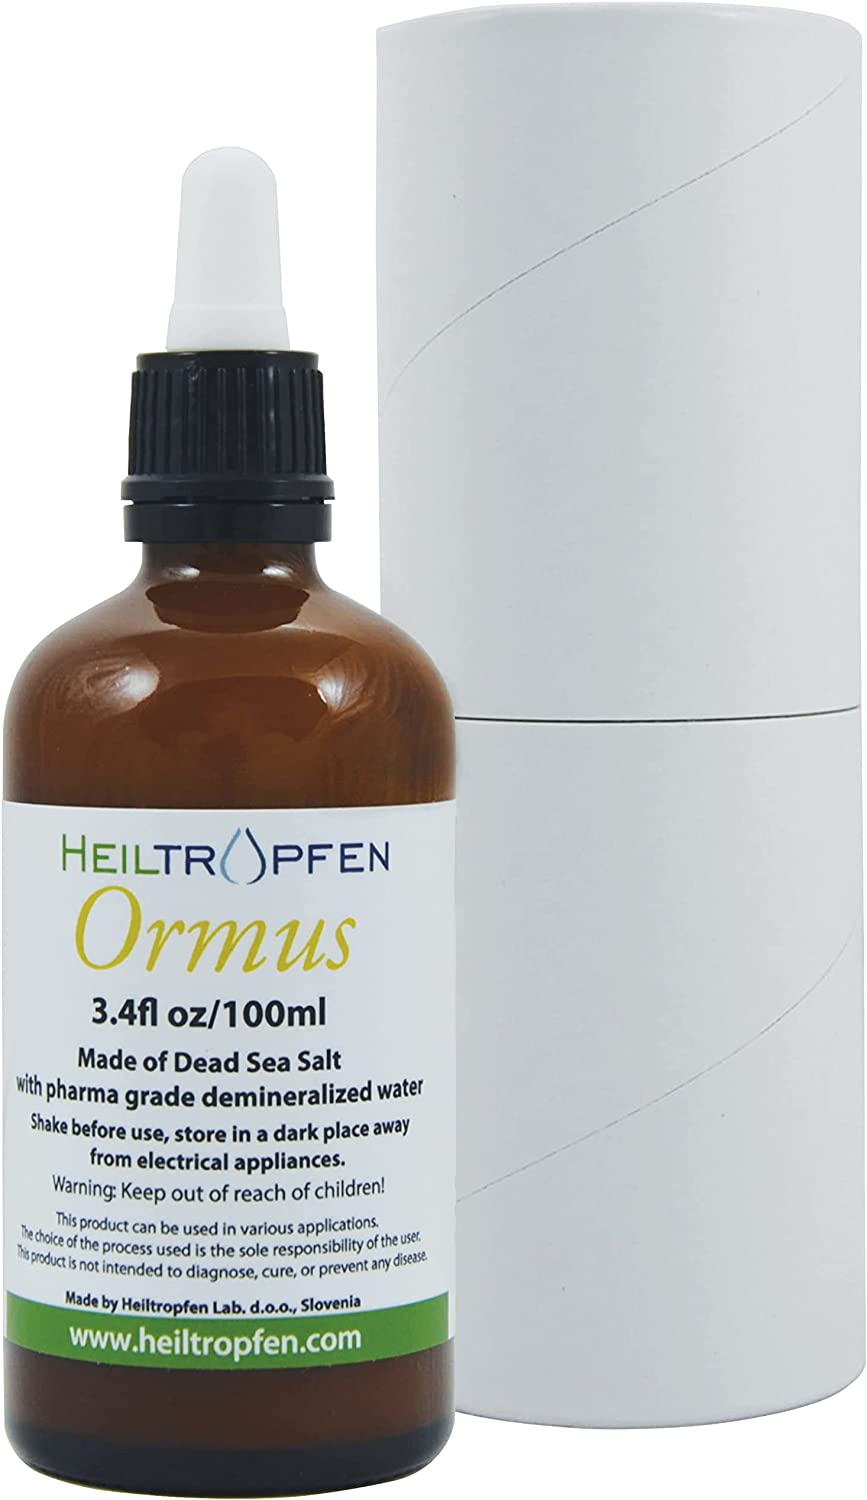 HEILTROPFEN
Ormus
3.4fl oz/100ml
Made of Dead Sea Salt
with pharma grade demineralized water
Shake before use, store in a dark place away
from electrical appliances.
Warning: Keep out of reach of children!
This product can be used in various applications.
The choice of the process used is the sole responsibility of the user.
This product is not intended to diagnose, cure, or prevent any disease.
Made by Heiltropfen Lab. d.o.o., Slovenia
www.heiltropfen.com